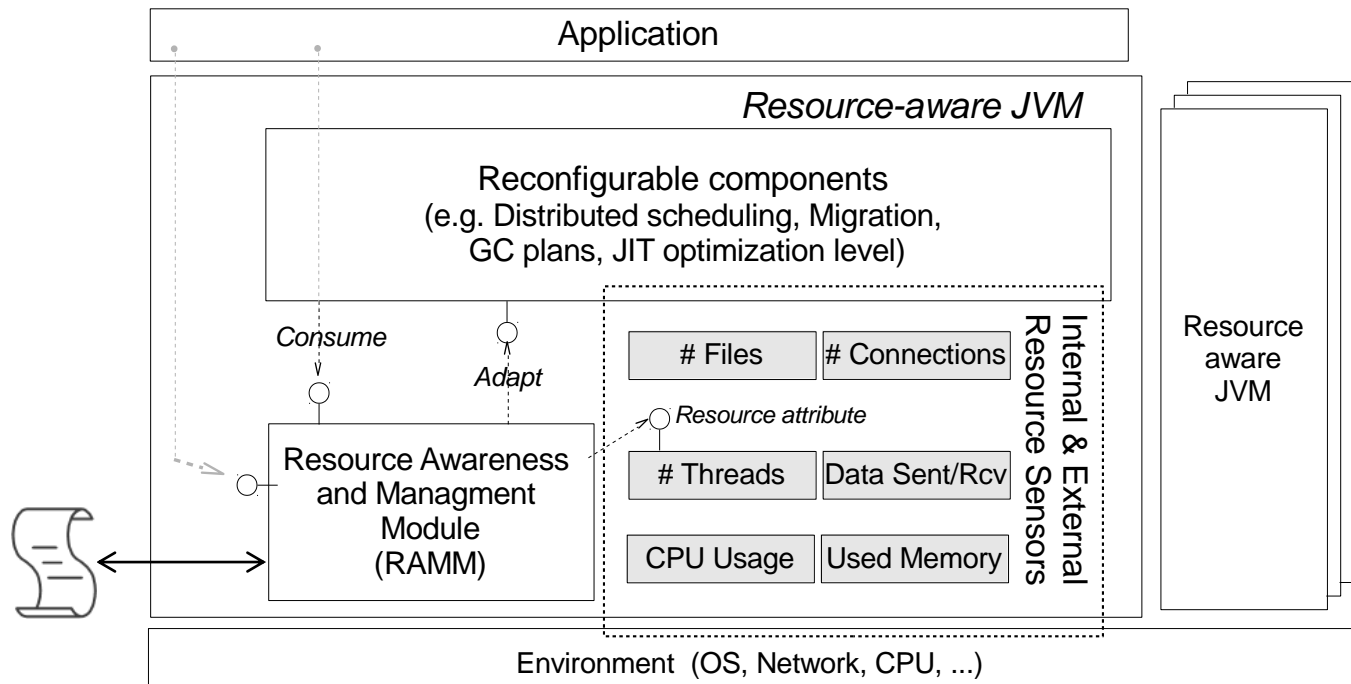 Application
Resource-aware JVM
Reconfigurable components
(e.g. Distributed scheduling, Migration,
GC plans, JIT optimization level)
Consume
Adapt
Resource attribute
# Files
# Connections
# Threads
Data Sent/Rcv
CPU Usage
Used Memory
Internal & External
Resource Sensors
Resource Awareness
and Managment
Module
(RAMM)
Resource
aware
JVM
Environment (OS, Network, CPU, ...)